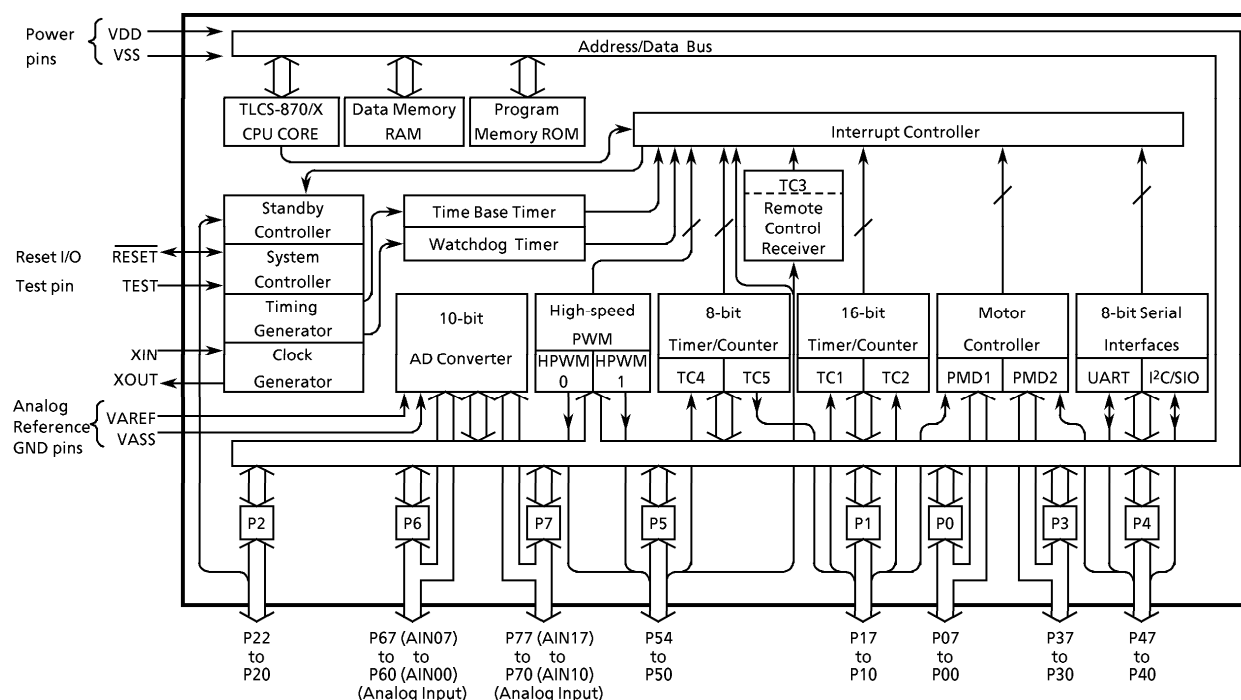 Power pins
VDD
VSS
Address/Data Bus
TLCS-870/X
CPU CORE
Data Memory
RAM
Program
Memory ROM
Interrupt Controller
TC3
Remote
Control
Receiver
Standby
Controller
System
Controller
Timing
Generator
Clock
Generator
Time Base Timer
Watchdog Timer
Reset I/O
RESET
Test pin
TEST
XIN
XOUT
Analog
Reference
GND pins
VAREF
VASS
10-bit
AD Converter
High-speed
PWM
HPWM
0
HPWM
1
8-bit
Timer/Counter
TC4
TC5
16-bit
Timer/Counter
TC1
TC2
Motor
Controller
PMD1
PMD2
8-bit Serial
Interfaces
UART
I²C/SIO
P2
P6
P7
P5
P1
P0
P3
P4
P22
to
P20
P67 (AIN07)
to to
P60 (AIN00)
(Analog Input)
P77 (AIN17)
to to
P70 (AIN10)
(Analog Input)
P54
to
P50
P17
to
P10
P07
to
P00
P37
to
P30
P47
to
P40